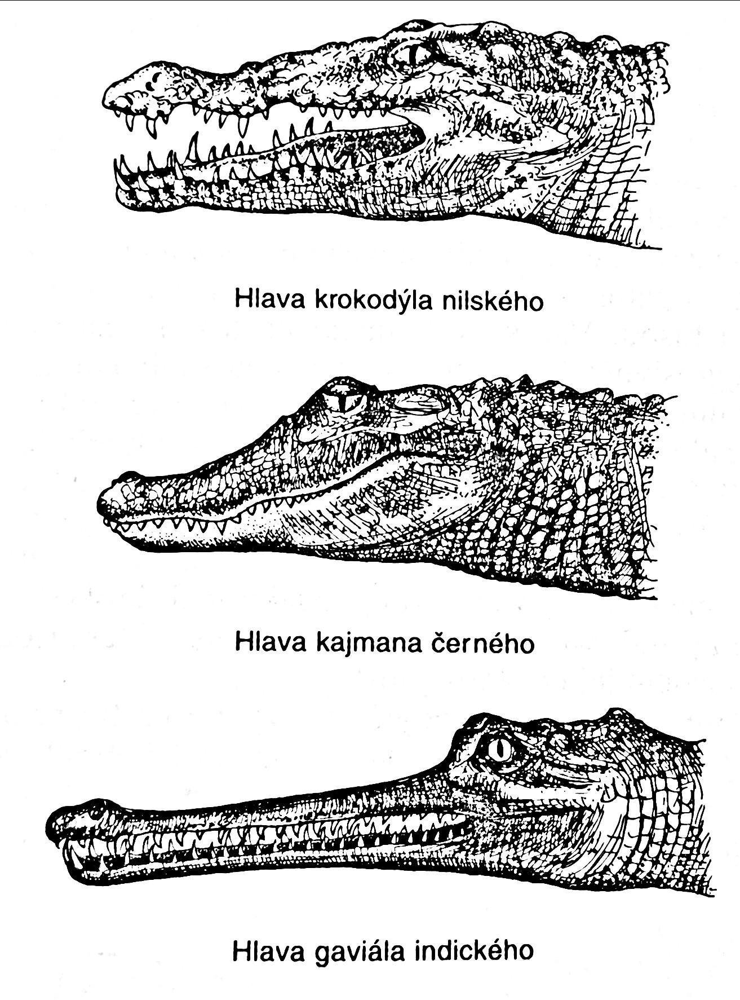 Hlava krokodýla nilského
Hlava kajmana černého
Hlava gaviála indického